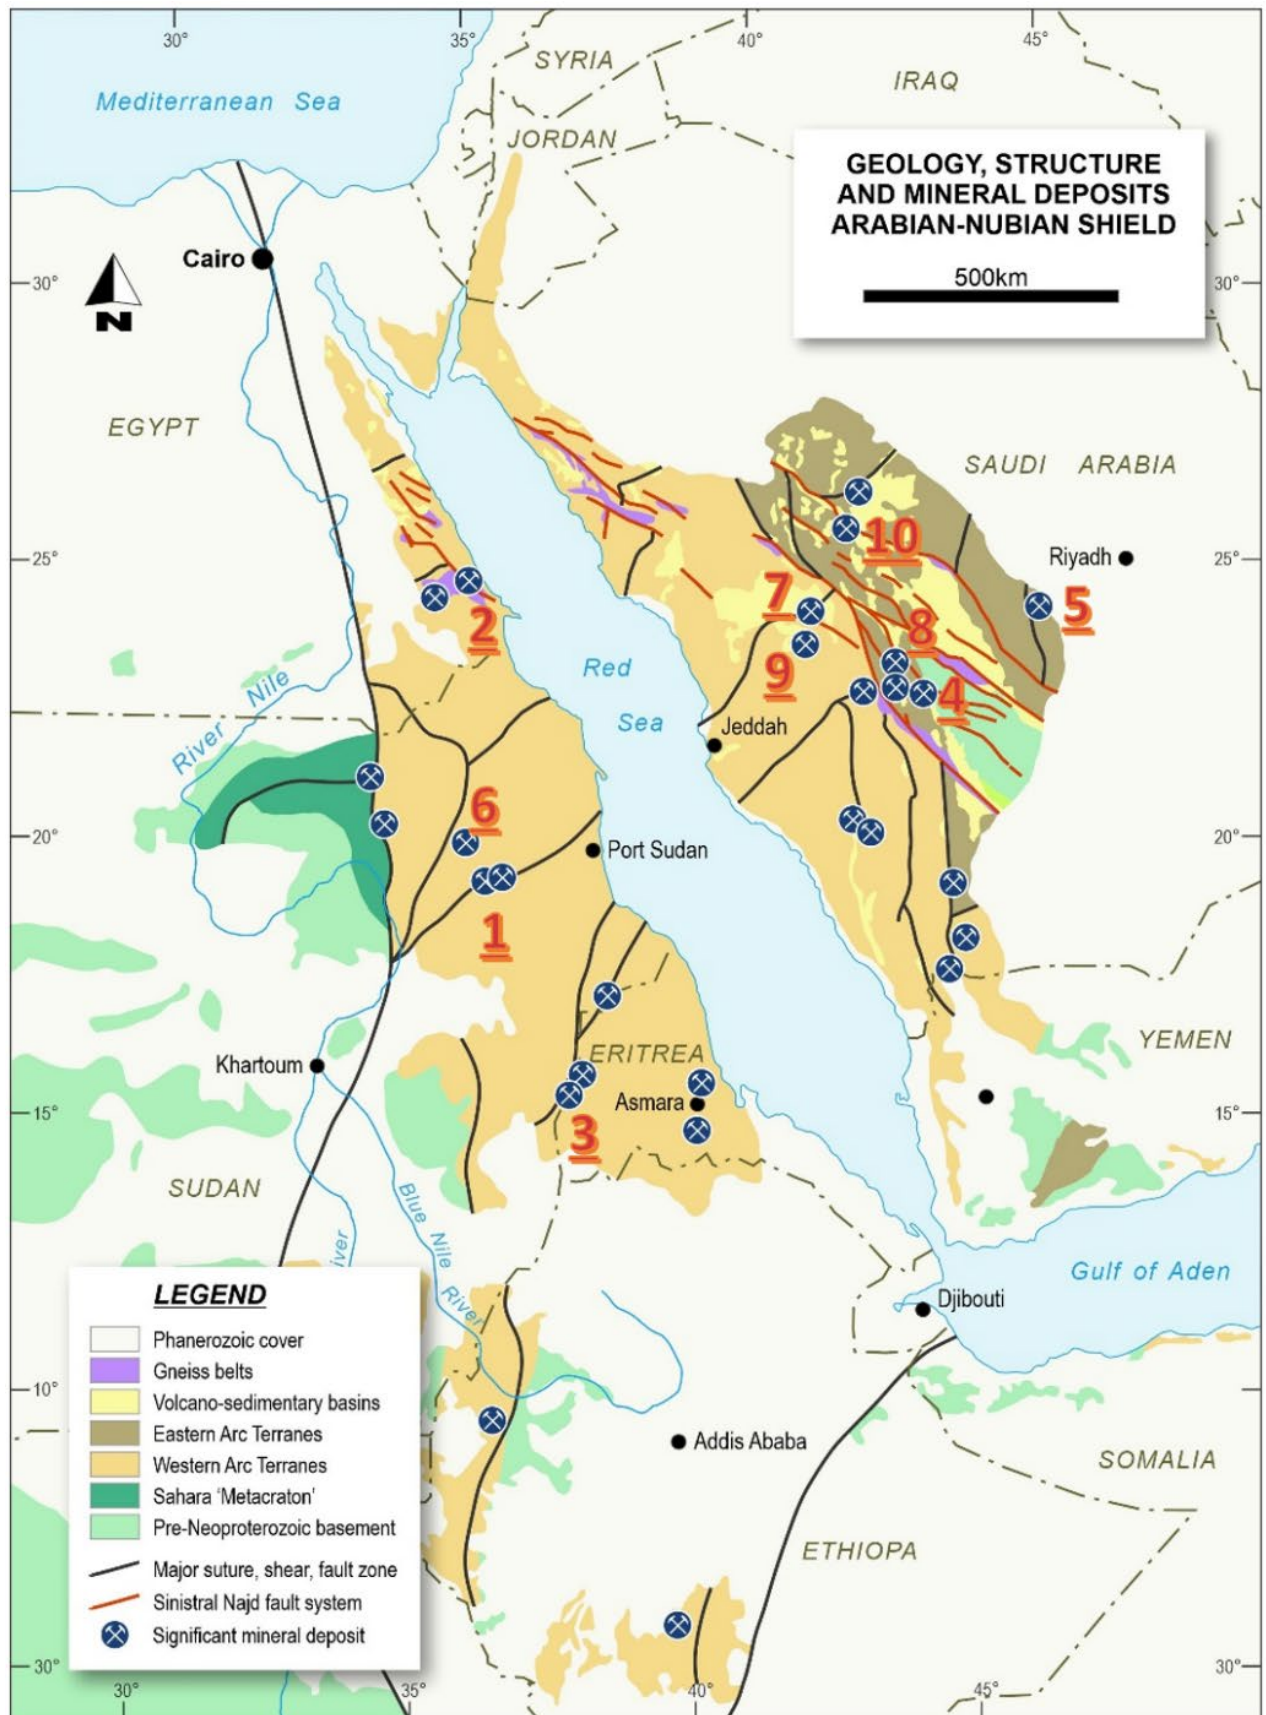 30°
35°
40°
45°
SYRIA
IRAQ
Mediterranean Sea
JORDAN
GEOLOGY, STRUCTURE
AND MINERAL DEPOSITS
ARABIAN-NUBIAN SHIELD
500km
Cairo
30°
30°
N
EGYPT
SAUDI ARABIA
10
25°
Riyadh
25°
7
5
2
8
Red
9
River Nile
4
Sea
Jeddah
6
20°
Port Sudan
20°
1
ERITREA
YEMEN
Khartoum
Asmara
15°
15°
3
SUDAN
Blue Nile
River
iver
Gulf of Aden
Djibouti
LEGEND
Phanerozoic cover
Gneiss belts
10°
10°
Volcano-sedimentary basins
Eastern Arc Terranes
Addis Ababa
SOMALIA
Western Arc Terranes
Sahara ‘Metacraton’
Pre-Neoproterozoic basement
ETHIOPA
Major suture, shear, fault zone
Sinistral Najd fault system
Significant mineral deposit
30°
30°
30°
35°
40°
45°